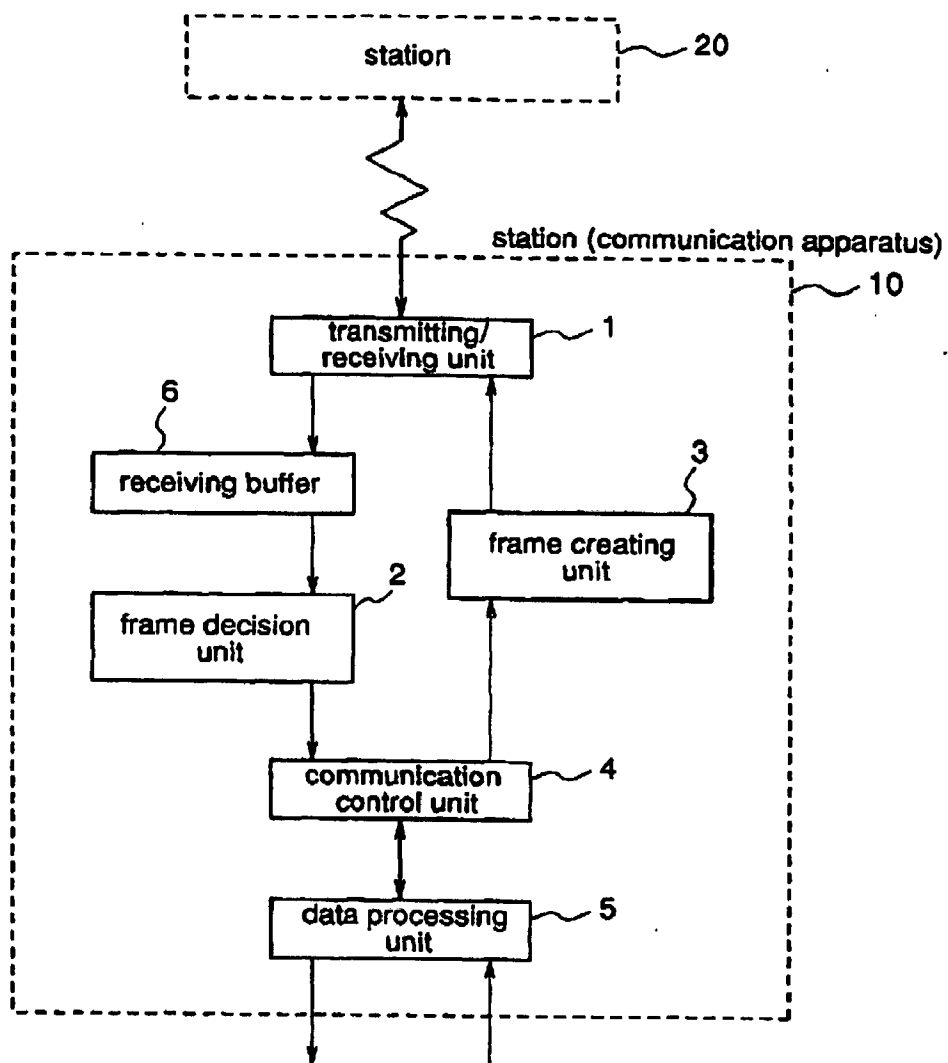 station
20
station (communication apparatus)
10
transmitting/
receiving unit
1
6
receiving buffer
3
frame creating
unit
2
frame decision
unit
communication
control unit
4
data processing
unit
5